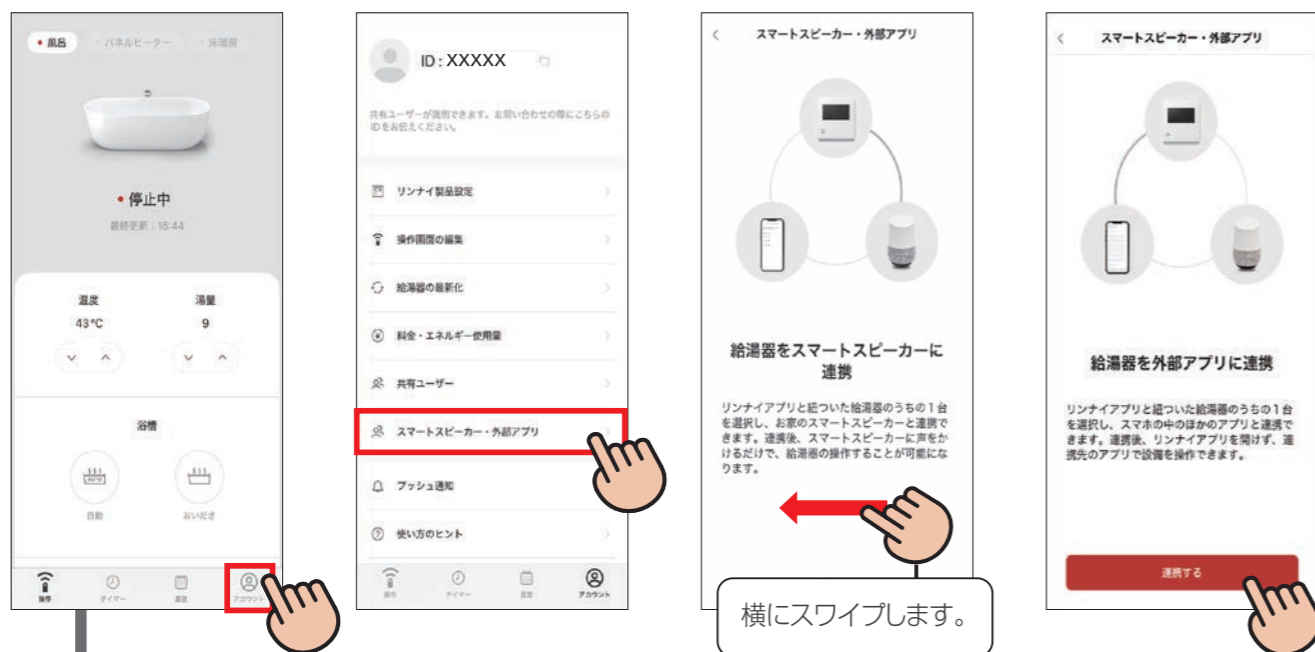 風呂
パネルヒーター
床暖房
停止中
最終更新:16:44
温度
湯量
43℃
9
浴槽
自動
おいだき
操作
タイマー
履歴
アカウント
ID : XXXXX
共有ユーザーが識別できます。お問い合わせの際にこちらの
IDをお伝えください。
リンナイ製品設定
操作画面の編集
給湯器の最新化
料金・エネルギー使用量
共有ユーザー
スマートスピーカー・外部アプリ
プッシュ通知
使い方のヒント
操作
タイマー
履歴
アカウント
スマートスピーカー・外部アプリ
給湯器をスマートスピーカーに
連携
リンナイアプリと紐ついた給湯器のうちの1台
を選択し、お家のスマートスピーカーと連携で
きます。連携後、スマートスピーカーに声をか
けるだけで、給湯器の操作することが可能にな
ります。
横にスワイプします。
スマートスピーカー・外部アプリ
給湯器を外部アプリに連携
リンナイアプリと紐ついた給湯器のうちの1台
を選択し、スマホの中のほかのアプリと連携で
きます。連携後、リンナイアプリを開けず、連
携先のアプリで設備を操作できます。
連携する